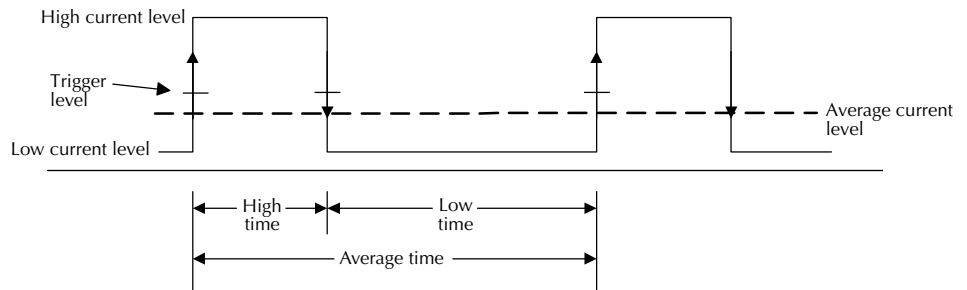 High current level
Trigger
level
Average current
level
Low current level
High
time
Low
time
Average time